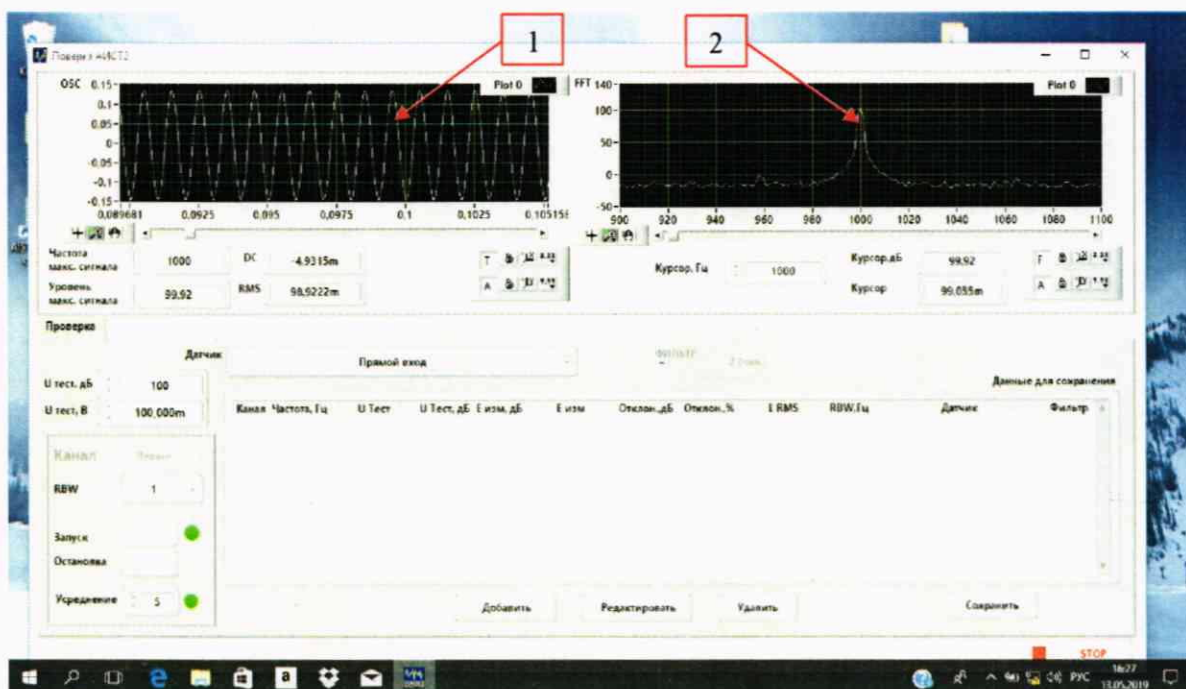 1
2
Поверка АИСТ2
OSC
Plot 0
0.15
0.1
0.05
0
-0.05
-0.1
-0.15
0,089681 0,0925 0,095 0,0975 0,1 0,1025
FFT
Plot 0
140
100
50
0
-50
900 920 940 960 980 1000 1020 1040 1060 1080 1100
Частота
макс. сигнала
1000
DC
-4.9315m
Уровень
макс. сигнала
99.92
RMS
98.9222m
T
A
Курсор, Гц
1000
Курсор,дБ
99.92
Курсор
99.035m
F
A
Проверка
Датчик
Прямой вход
ФИЛЬТР
U тест, дБ
100
U тест, В
100,000m
Данные для сохранения
Канал Частота, Гц U Тест U Тест, дБ Е изм, дБ Е изм Отклон.,дБ Отклон.,% E RMS RBW,Гц Датчик Фильтр
Канал
RBW
1
Запуск
Остановка
Усреднение
5
Добавить
Редактировать
Удалить
Сохранить
STOP
РУС
16:27
13.05.2019